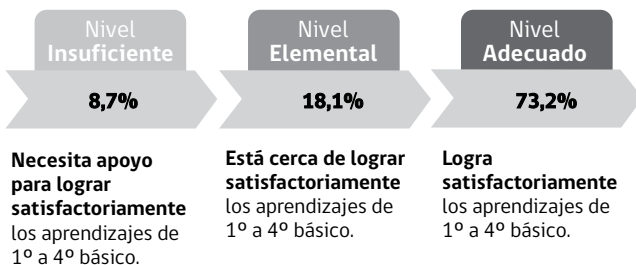 Nivel
Insuficiente
8,7%
Necesita apoyo
para lograr
satisfactoriamente
los aprendizajes de
1º a 4º básico.
Nivel
Elemental
18,1%
Está cerca de lograr
satisfactoriamente
los aprendizajes de
1º a 4º básico.
Nivel
Adecuado
73,2%
Logra
satisfactoriamente
los aprendizajes de
1º a 4º básico.